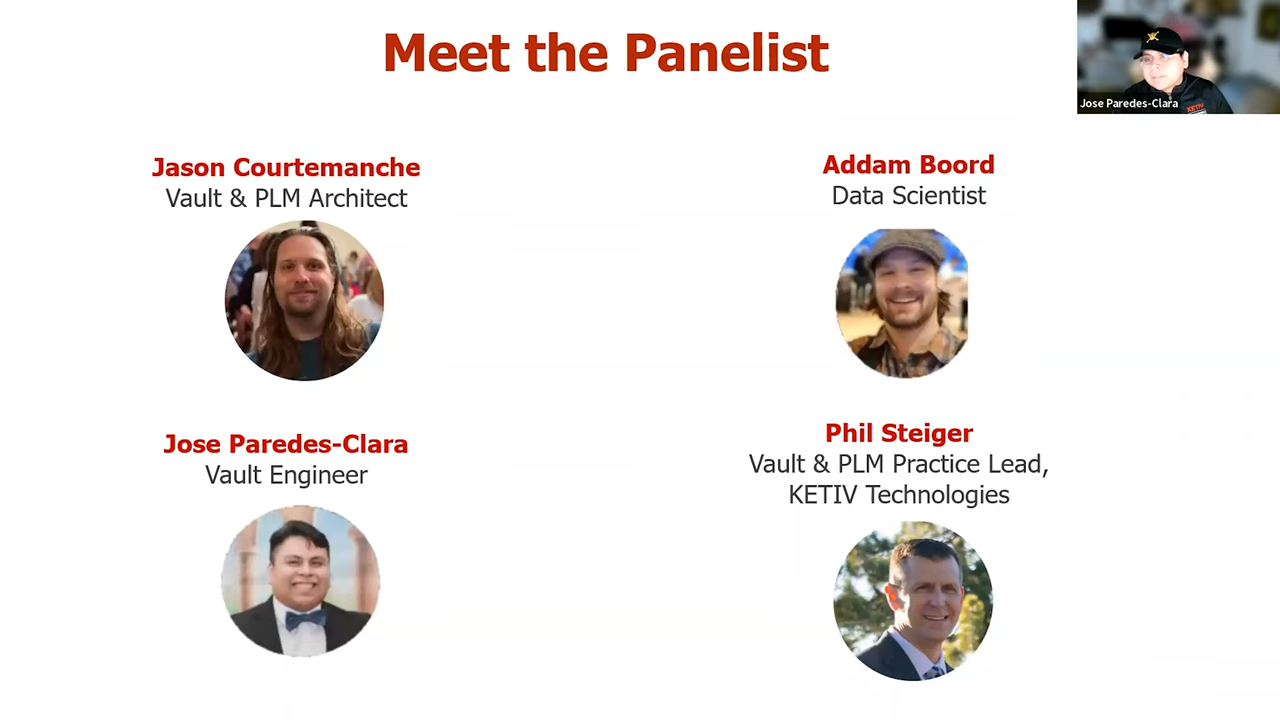 Meet the Panelist
Jose Paredes-Clara
KETIV
Jason Courtemanche
Vault & PLM Architect
Addam Boord
Data Scientist
Jose Paredes-Clara
Vault Engineer
Phil Steiger
Vault & PLM Practice Lead,
KETIV Technologies